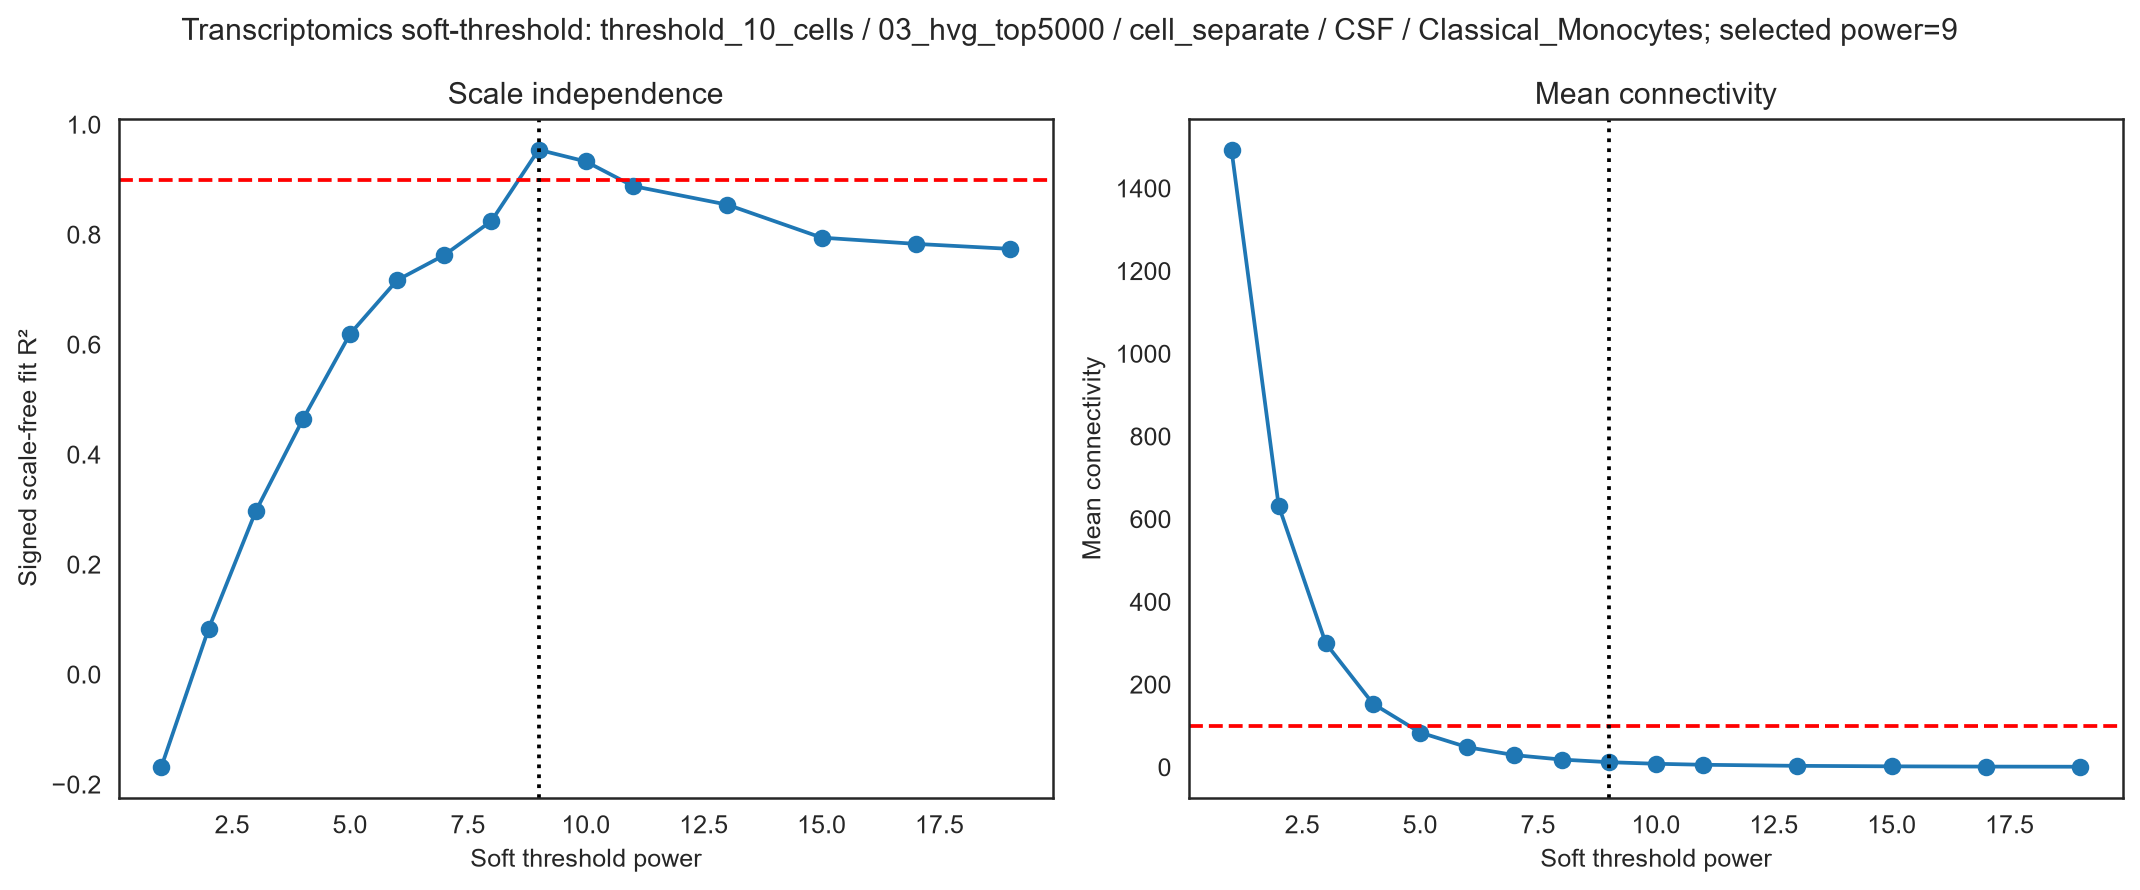 Transcriptomics soft-threshold: threshold_10_cells / 03_hvg_top5000 / cell_separate / CSF / Classical_Monocytes; selected power=9
Scale independence
1.0
0.8
0.6
0.4
0.2
0.0
−0.2
Signed scale-free fit R²
2.5 5.0 7.5 10.0 12.5 15.0 17.5
Soft threshold power
Mean connectivity
1400
1200
1000
800
600
400
200
0
Mean connectivity
2.5 5.0 7.5 10.0 12.5 15.0 17.5
Soft threshold power